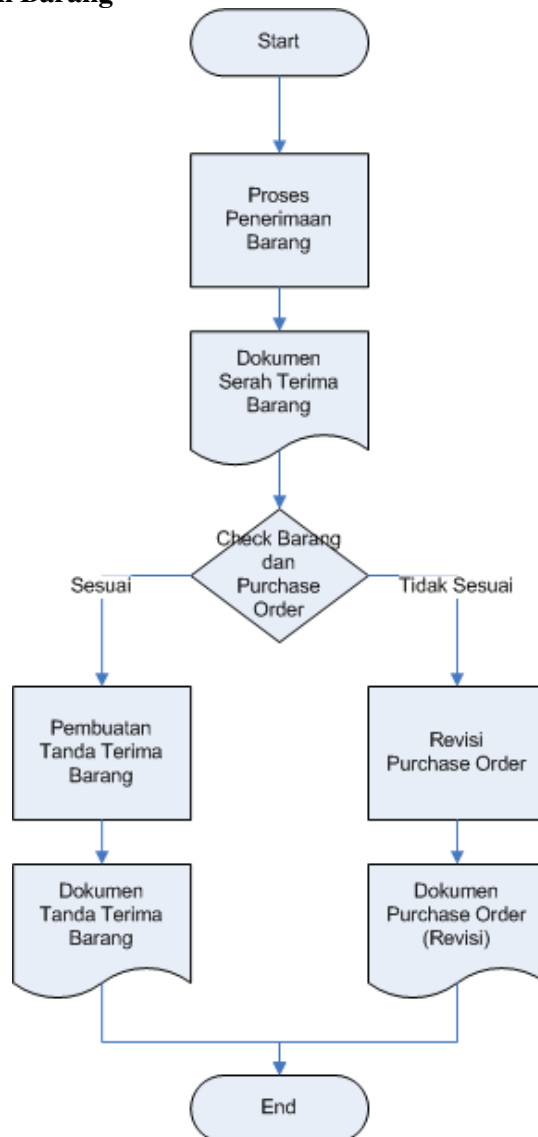 n Barang
Start
Proses
Penerimaan
Barang
Dokumen
Serah Terima
Barang
Check Barang
dan
Purchase
Order
Sesuai
Tidak Sesuai
Pembuatan
Tanda Terima
Barang
Revisi
Purchase Order
Dokumen
Tanda Terima
Barang
Dokumen
Purchase Order
(Revisi)
End